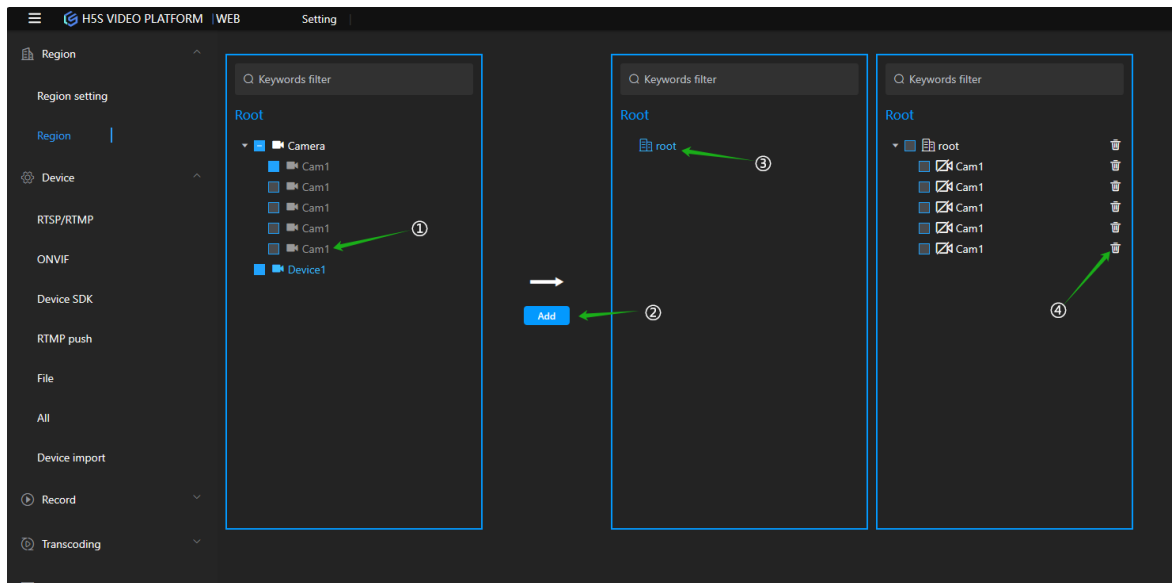 H5S VIDEO PLATFORM | WEB Setting
Region
Region setting
Region
Device
RTSP/RTMP
ONVIF
Device SDK
RTMP push
File
All
Device import
Record
Transcoding
Keywords filter
Root
Camera
Cam1
Cam1
Cam1
Cam1
Cam1
Device1
①
Add
②
Keywords filter
Root
root
③
Keywords filter
Root
root
Cam1
Cam1
Cam1
Cam1
Cam1
④